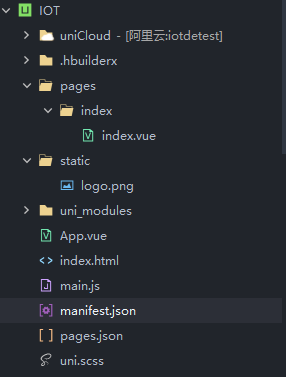 IOT
uniCloud - [阿里云:iotdetest]
.hbuilderx
pages
index
index.vue
static
logo.png
uni_modules
App.vue
index.html
main.js
manifest.json
pages.json
uni.scss